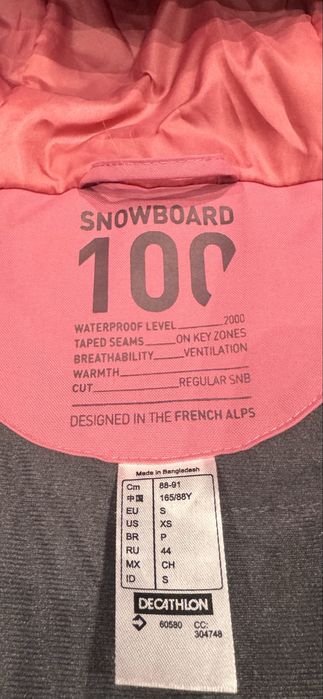 SNOWBOARD
100
WATERPROOF LEVEL 2000
TAPED SEAMS ON KEY ZONES
BREATHABILITY VENTILATION
WARMTH
CUT REGULAR SNB
DESIGNED IN THE FRENCH ALPS
Made in Bangladesh
Cm 88-91
中国 165/88Y
EU S
US XS
BR P
RU 44
MX CH
ID S
DECATHLON
60580 CC:
304748